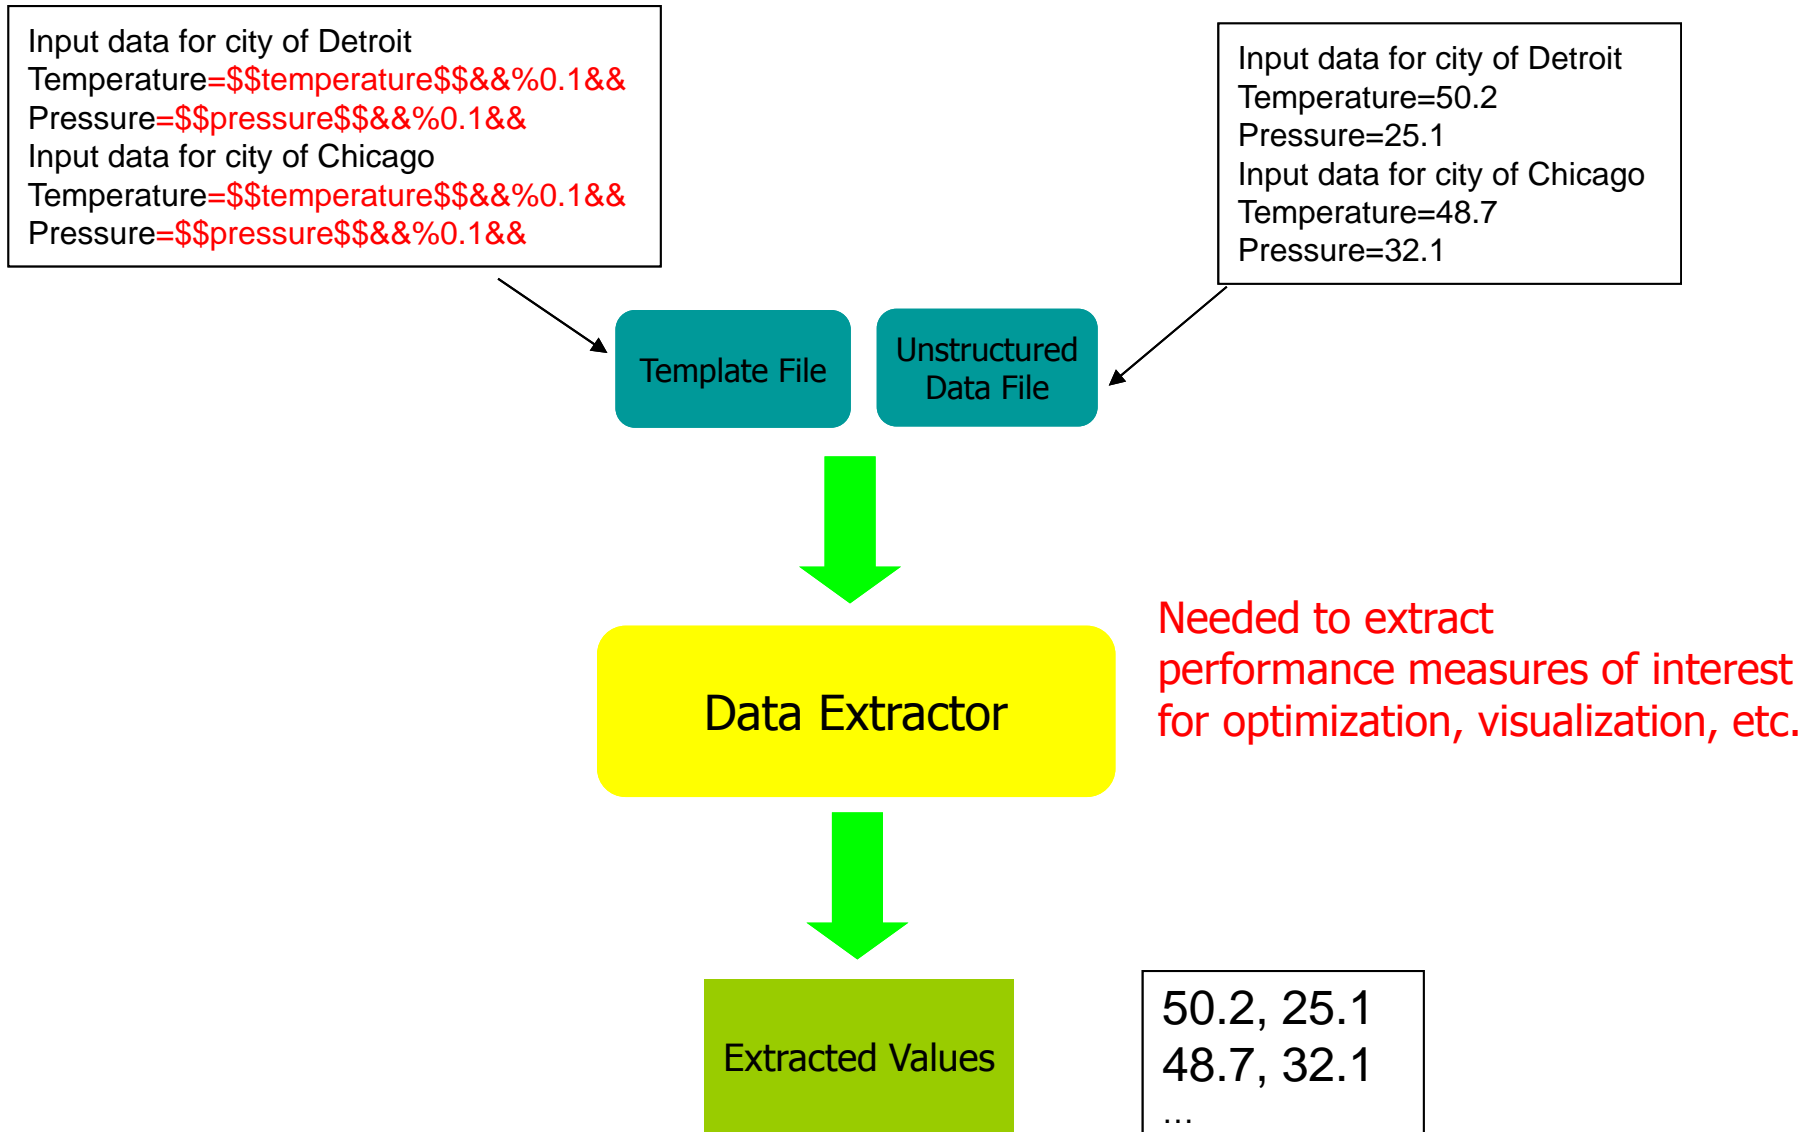 Input data for city of Detroit
Temperature=$$temperature$$&&%0.1&&
Pressure=$$pressure$$&&%0.1&&
Input data for city of Chicago
Temperature=$$temperature$$&&%0.1&&
Pressure=$$pressure$$&&%0.1&&
Input data for city of Detroit
Temperature=50.2
Pressure=25.1
Input data for city of Chicago
Temperature=48.7
Pressure=32.1
Template File
Unstructured
Data File
Data Extractor
Needed to extract
performance measures of interest
for optimization, visualization, etc.
Extracted Values
50.2, 25.1
48.7, 32.1
…